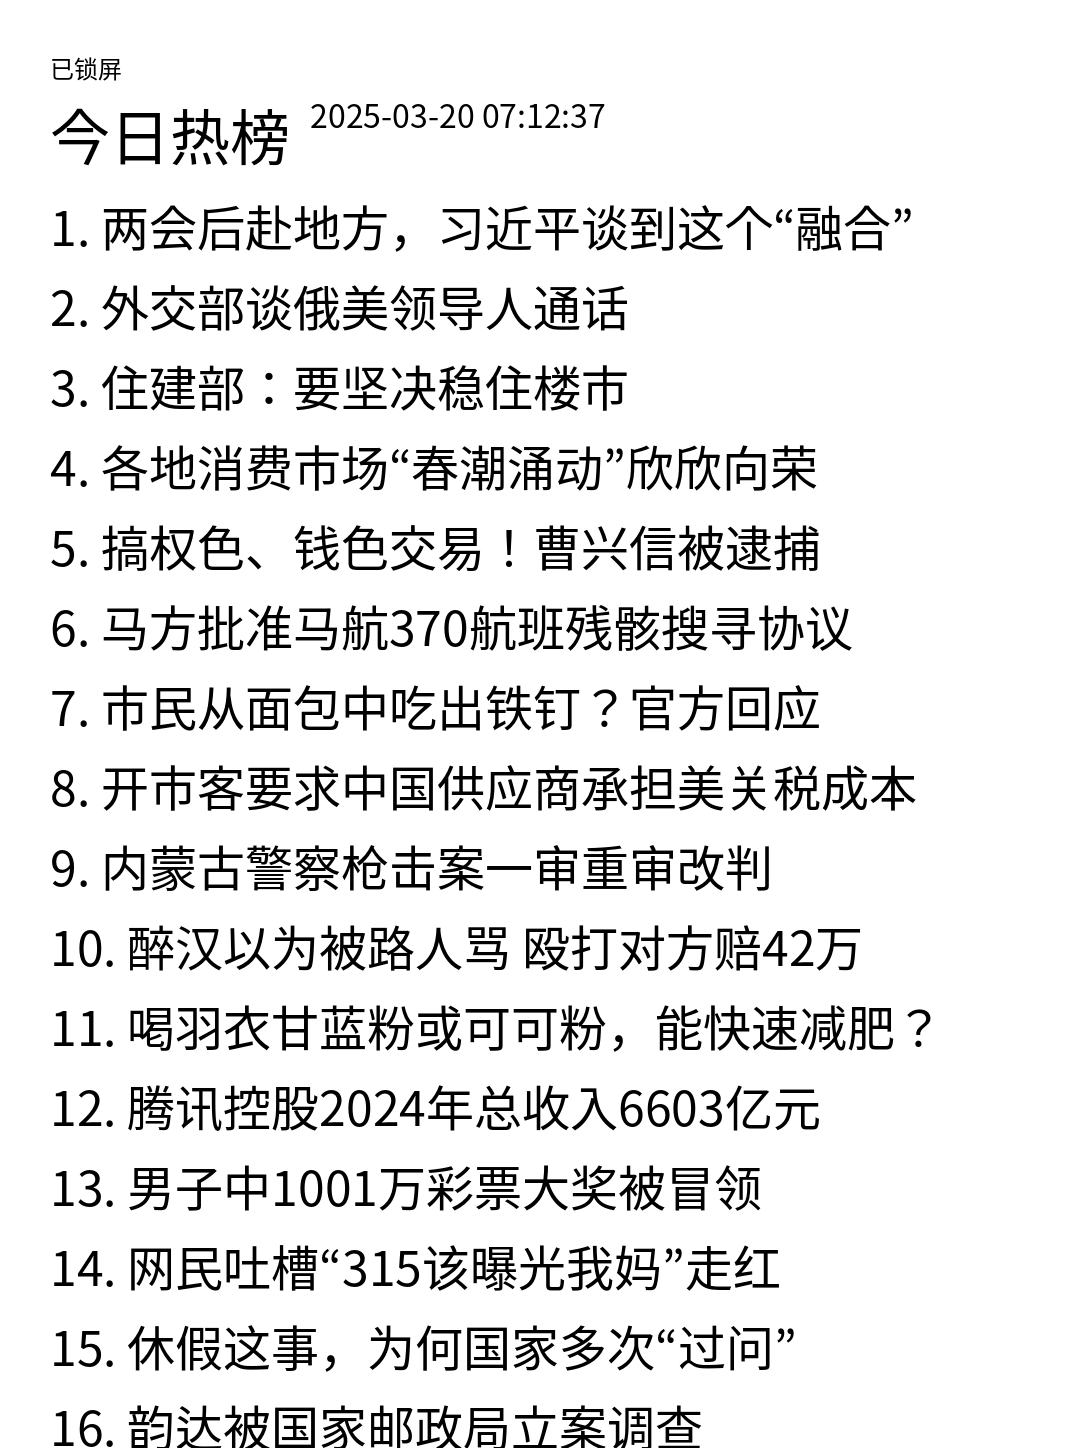 已锁屏
今日热榜 2025-03-20 07:12:37
1. 两会后赴地方，习近平谈到这个“融合”
2. 外交部谈俄美领导人通话
3. 住建部：要坚决稳住楼市
4. 各地消费市场“春潮涌动”欣欣向荣
5. 搞权色、钱色交易！曹兴信被逮捕
6. 马方批准马航370航班残骸搜寻协议
7. 市民从面包中吃出铁钉？官方回应
8. 开市客要求中国供应商承担美关税成本
9. 内蒙古警察枪击案一审重审改判
10. 醉汉以为被路人骂 殴打对方赔42万
11. 喝羽衣甘蓝粉或可可粉，能快速减肥？
12. 腾讯控股2024年总收入6603亿元
13. 男子中1001万彩票大奖被冒领
14. 网民吐槽“315该曝光我妈”走红
15. 休假这事，为何国家多次“过问”
16. 韵达被国家邮政局立案调查